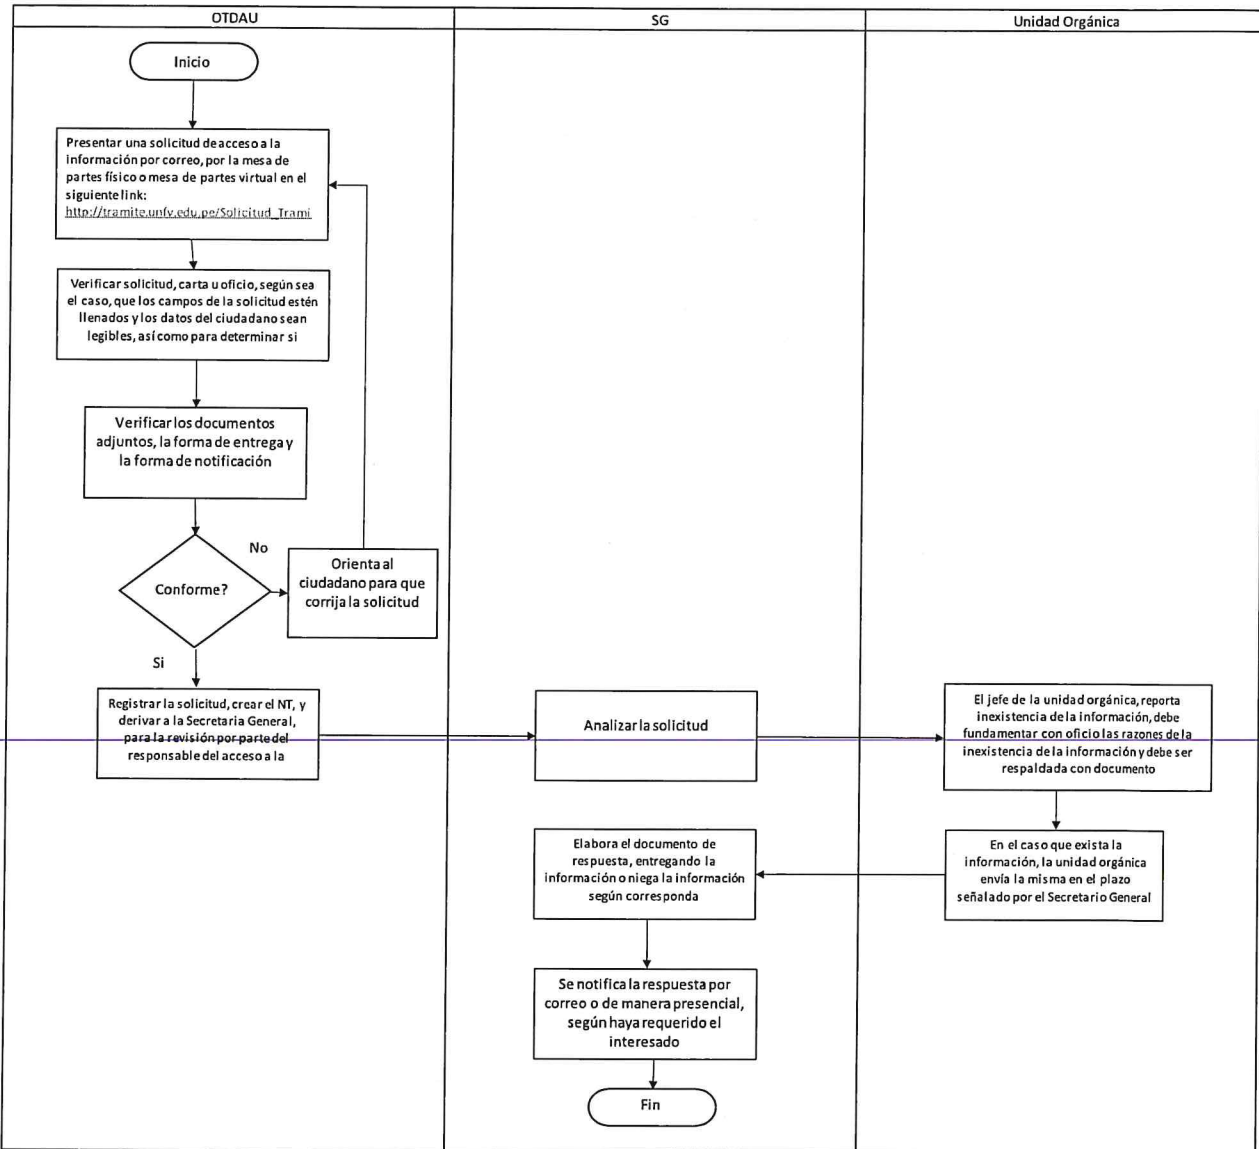 OTDAU
SG
Unidad Orgánica
Inicio
Presentar una solicitud de acceso a la
información por correo, por la mesa de
partes físico o mesa de partes virtual en el
siguiente link:
http://tramite.unfv.edu.pe/Solicitud_Trami
Verificar solicitud, carta u oficio, según sea
el caso, que los campos de la solicitud estén
llenados y los datos del ciudadano sean
legibles, así como para determinar si
Verificar los documentos
adjuntos, la forma de entrega y
la forma de notificación
Conforme?
No
Orienta al
ciudadano para que
corrija la solicitud
Si
Registrar la solicitud, crear el NT, y
derivar a la Secretaria General,
para la revisión por parte del
responsable del acceso a la
Analizar la solicitud
El jefe de la unidad orgánica, reporta
inexistencia de la información, debe
fundamentar con oficio las razones de la
inexistencia de la información y debe ser
respaldada con documento
En el caso que exista la
información, la unidad orgánica
envía la misma en el plazo
señalado por el Secretario General
Elabora el documento de
respuesta, entregando la
información o niega la información
según corresponda
Se notifica la respuesta por
correo o de manera presencial,
según haya requerido el
interesado
Fin